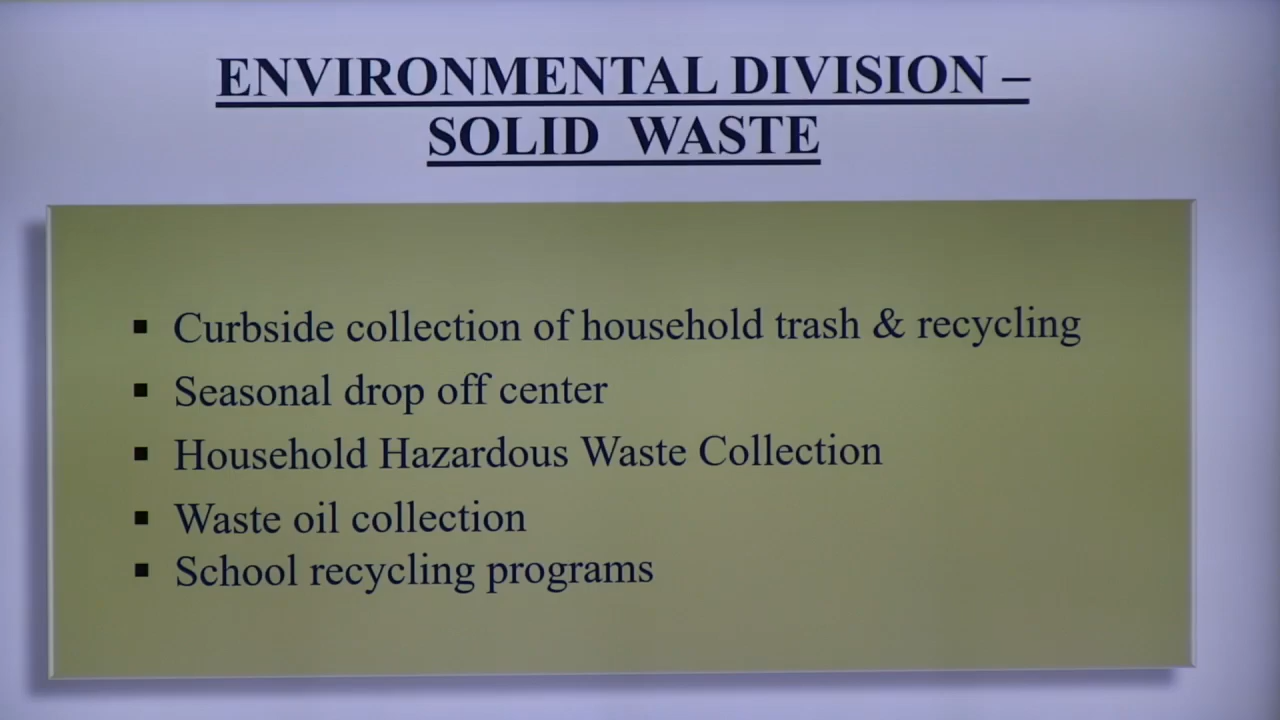 ENVIRONMENTAL DIVISION –
SOLID WASTE
▪ Curbside collection of household trash & recycling
▪ Seasonal drop off center
▪ Household Hazardous Waste Collection
▪ Waste oil collection
▪ School recycling programs